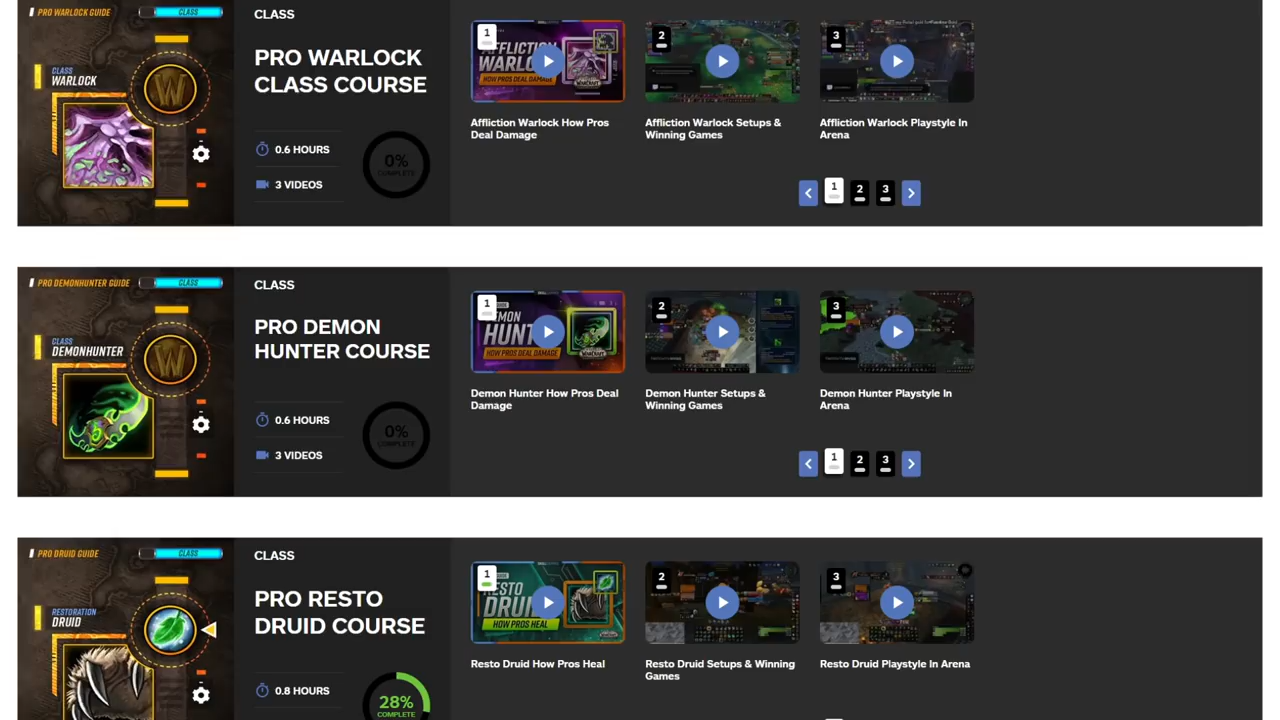 PRO WARLOCK GUIDE
CLASS
CLASS
WARLOCK
CLASS
PRO WARLOCK
CLASS COURSE
0.6 HOURS
3 VIDEOS
0%
COMPLETE
1
AFFLICTION
WARLOCK
HOW PROS DEAL DAMAGE
WARCRAFT
Affliction Warlock How Pros
Deal Damage
2
Affliction Warlock Setups &
Winning Games
3
Affliction Warlock Playstyle In
Arena
1 2 3
PRO DEMONHUNTER GUIDE
CLASS
CLASS
DEMONHUNTER
CLASS
PRO DEMON
HUNTER COURSE
0.6 HOURS
3 VIDEOS
0%
COMPLETE
1
HOW PROS DEAL DAMAGE
WARCRAFT
Demon Hunter How Pros Deal
Damage
2
Demon Hunter Setups &
Winning Games
3
Demon Hunter Playstyle In
Arena
1 2 3
PRO DRUID GUIDE
CLASS
RESTORATION
DRUID
CLASS
PRO RESTO
DRUID COURSE
0.8 HOURS
28%
COMPLETE
1
RESTO
DRUID
HOW PROS HEAL
Resto Druid How Pros Heal
2
Resto Druid Setups & Winning
Games
3
Resto Druid Playstyle In Arena